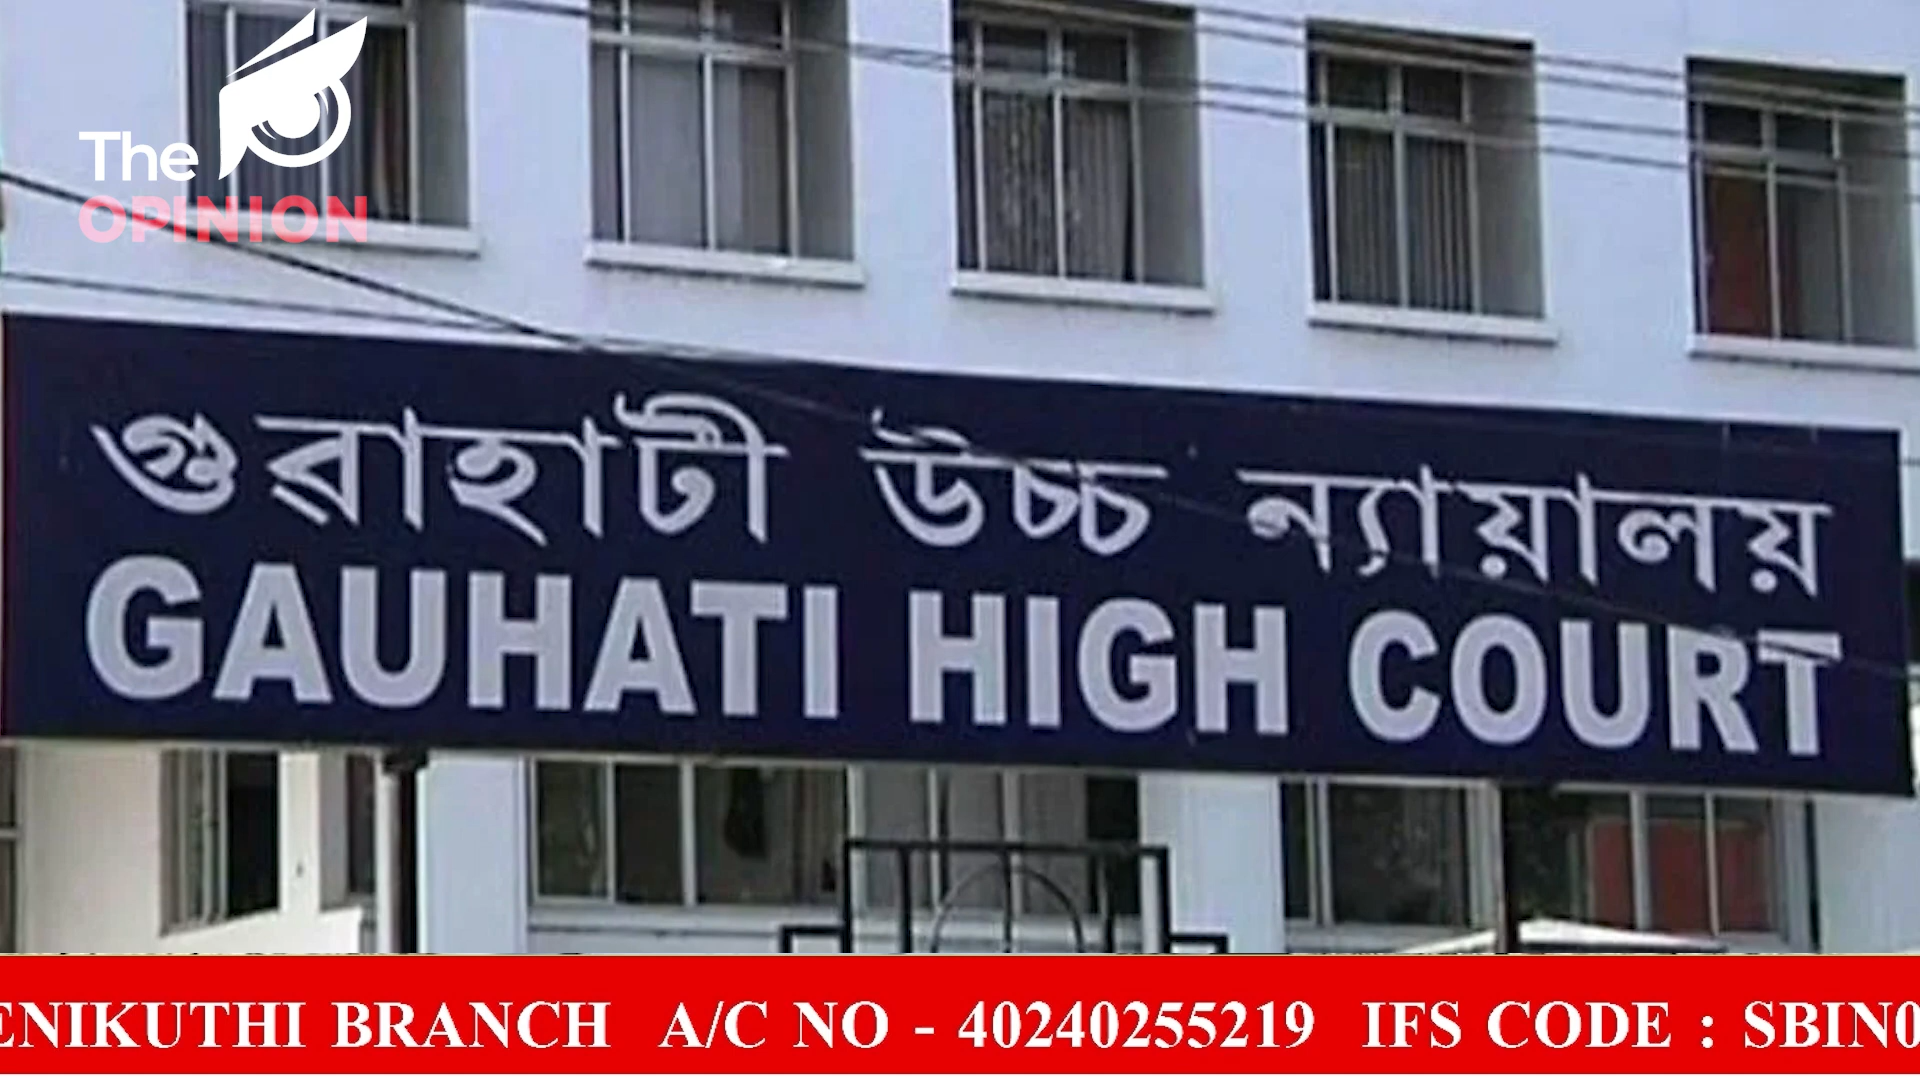 The
OPINION
গুৱাহাটী উচ্চ ন্যায়ালয়
GAUHATI HIGH COURT
ENIKUTHI BRANCH A/C NO - 40240255219 IFS CODE : SBIN0